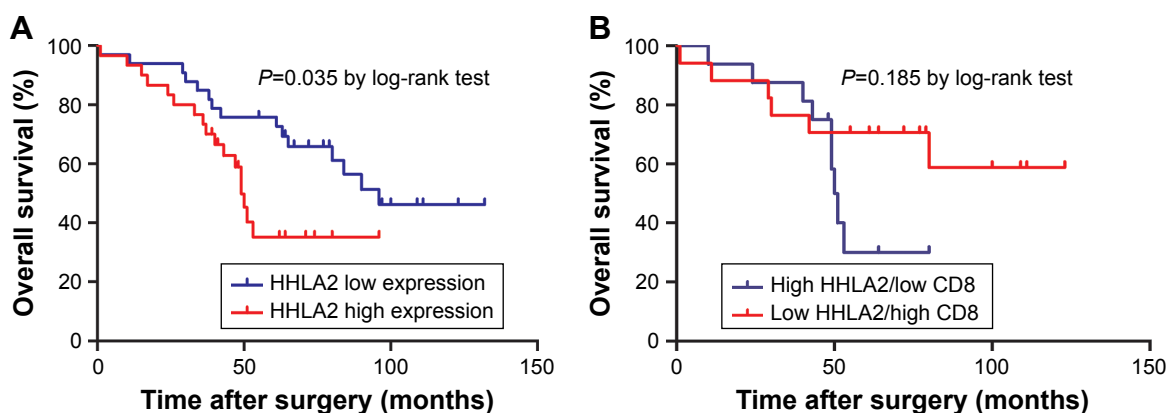 A
Overall survival (%)
100
80
60
40
20
0
P=0.035 by log-rank test
HHLA2 low expression
HHLA2 high expression
0 50 100 150
Time after surgery (months)
B
Overall survival (%)
100
80
60
40
20
0
P=0.185 by log-rank test
High HHLA2/low CD8
Low HHLA2/high CD8
0 50 100 150
Time after surgery (months)